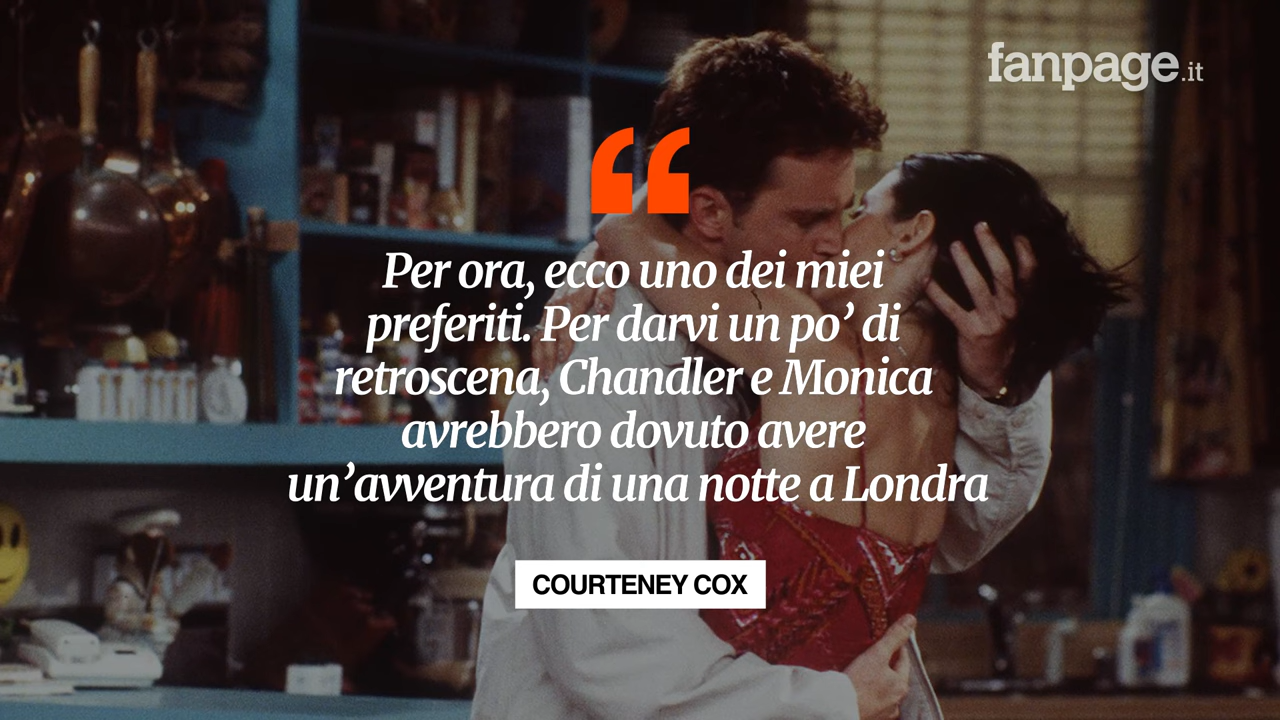 fanpage.it
“
Per ora, ecco uno dei miei
preferiti. Per darvi un po’ di
retroscena, Chandler e Monica
avrebbero dovuto avere
un’avventura di una notte a Londra
COURTENEY COX